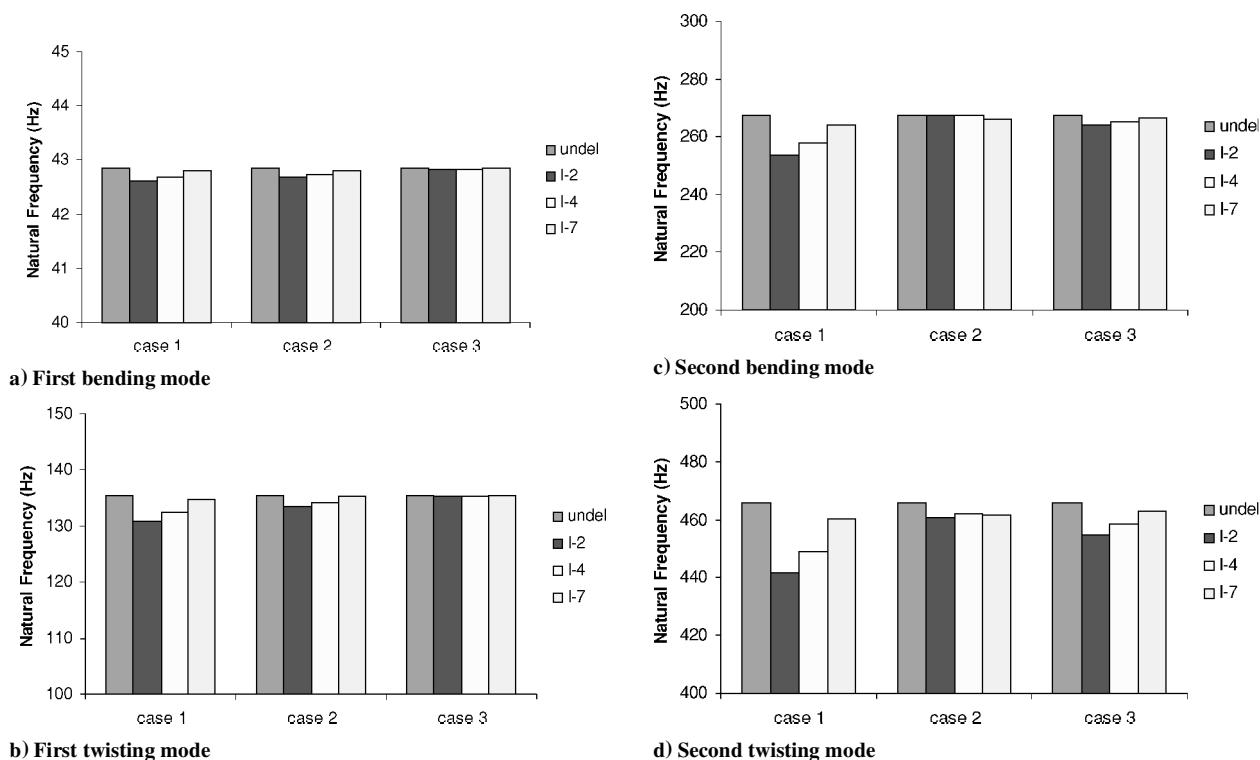 45
44
43
42
41
40
Natural Frequency (Hz)
case 1 case 2 case 3
undel
I-2
I-4
I-7
a) First bending mode
150
140
130
120
110
100
Natural Frequency (Hz)
case 1 case 2 case 3
undel
I-2
I-4
I-7
b) First twisting mode
300
280
260
240
220
200
Natural Frequency (Hz)
case 1 case 2 case 3
undel
I-2
I-4
I-7
c) Second bending mode
500
480
460
440
420
400
Natural Frequency (Hz)
case 1 case 2 case 3
undel
I-2
I-4
I-7
d) Second twisting mode